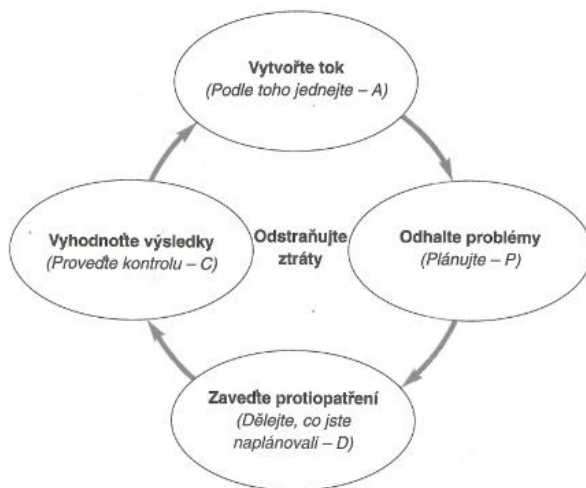 Vytvořte tok
(Podle toho jednejte – A)
Vyhodnoťte výsledky
(Proveďte kontrolu – C)
Odstraňujte
ztráty
Odhalte problémy
(Plánujte – P)
Zaveďte protiopatření
(Dělejte, co jste
naplánovali – D)